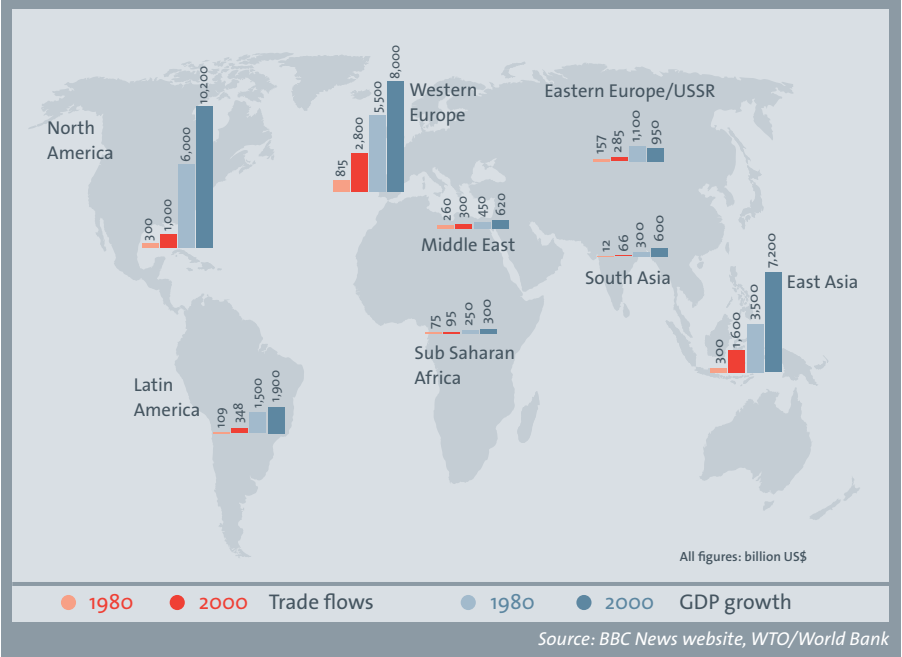 North
America
300
1,000
6,000
10,200
815
2,800
5,500
8,000
Western
Europe
Eastern Europe/USSR
157
285
1,100
950
260
300
450
620
Middle East
12
66
300
600
South Asia
300
1,600
3,500
7,200
East Asia
75
95
250
300
Sub Saharan
Africa
Latin
America
109
348
1,500
1,900
All figures: billion US$
1980 2000 Trade flows 1980 2000 GDP growth
Source: BBC News website, WTO/World Bank